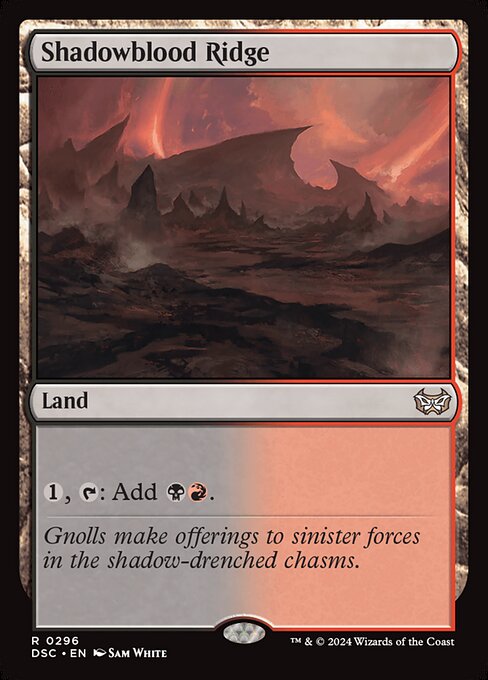 Shadowblood Ridge
Land
1, : Add .
Gnolls make offerings to sinister forces
in the shadow-drenched chasms.
R 0296
DSC • EN Sam White
™ & © 2024 Wizards of the Coast